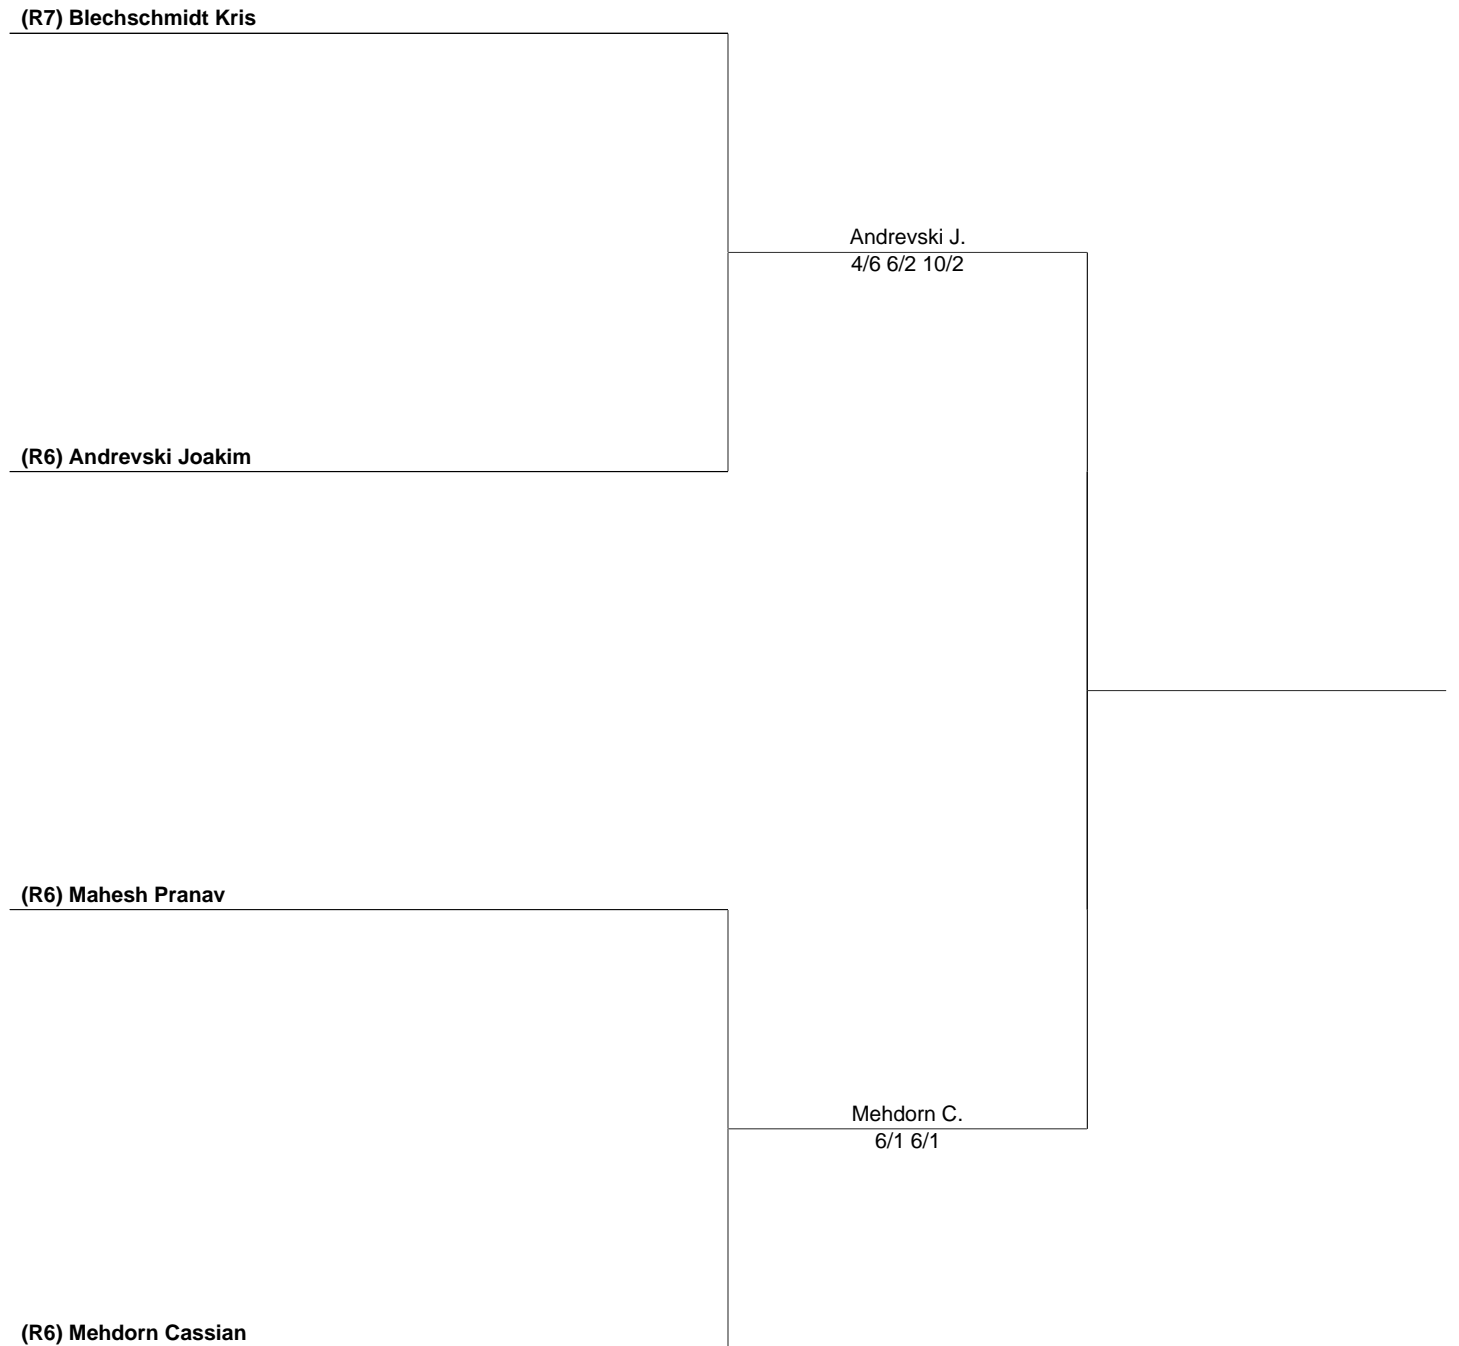 (R7) Blechschmidt Kris
Andrevski J.
4/6 6/2 10/2
(R6) Andrevski Joakim
(R6) Mahesh Pranav
Mehdorn C.
6/1 6/1
(R6) Mehdorn Cassian